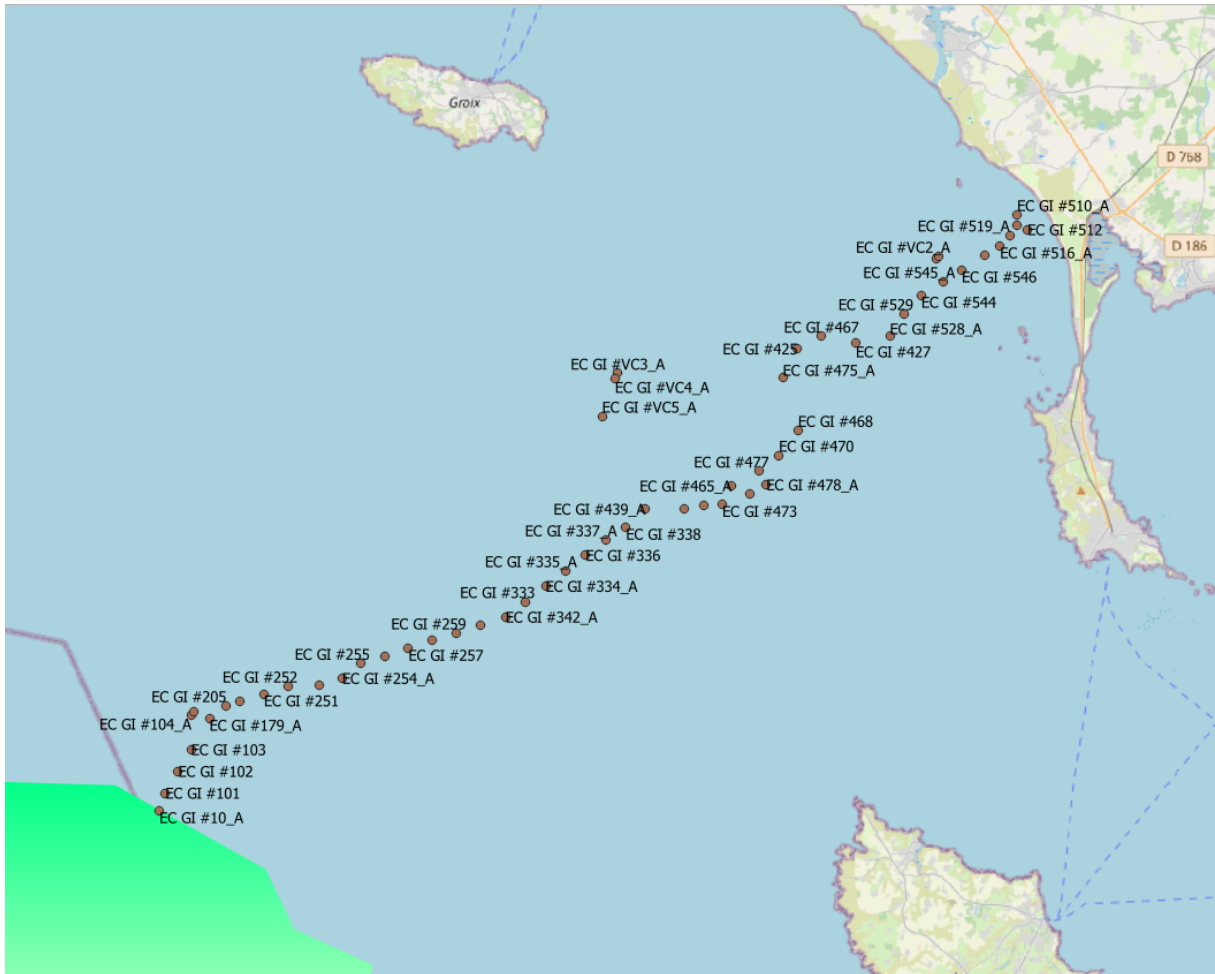 Groix
D 768
EC GI #510_A
EC GI #519_A
EC GI #512
D 186
EC GI #VC2_A
EC GI #516_A
EC GI #545_A
EC GI #546
EC GI #529
EC GI #544
EC GI #467
EC GI #528_A
EC GI #425
EC GI #427
EC GI #VC3_A
EC GI #475_A
EC GI #VC4_A
EC GI #VC5_A
EC GI #468
EC GI #470
EC GI #477
EC GI #465_A
EC GI #478_A
EC GI #439_A
EC GI #473
EC GI #337_A
EC GI #338
EC GI #336
EC GI #335_A
EC GI #334_A
EC GI #333
EC GI #342_A
EC GI #259
EC GI #255
EC GI #257
EC GI #252
EC GI #254_A
EC GI #205
EC GI #251
EC GI #104_A
EC GI #179_A
EC GI #103
EC GI #102
EC GI #101
EC GI #10_A